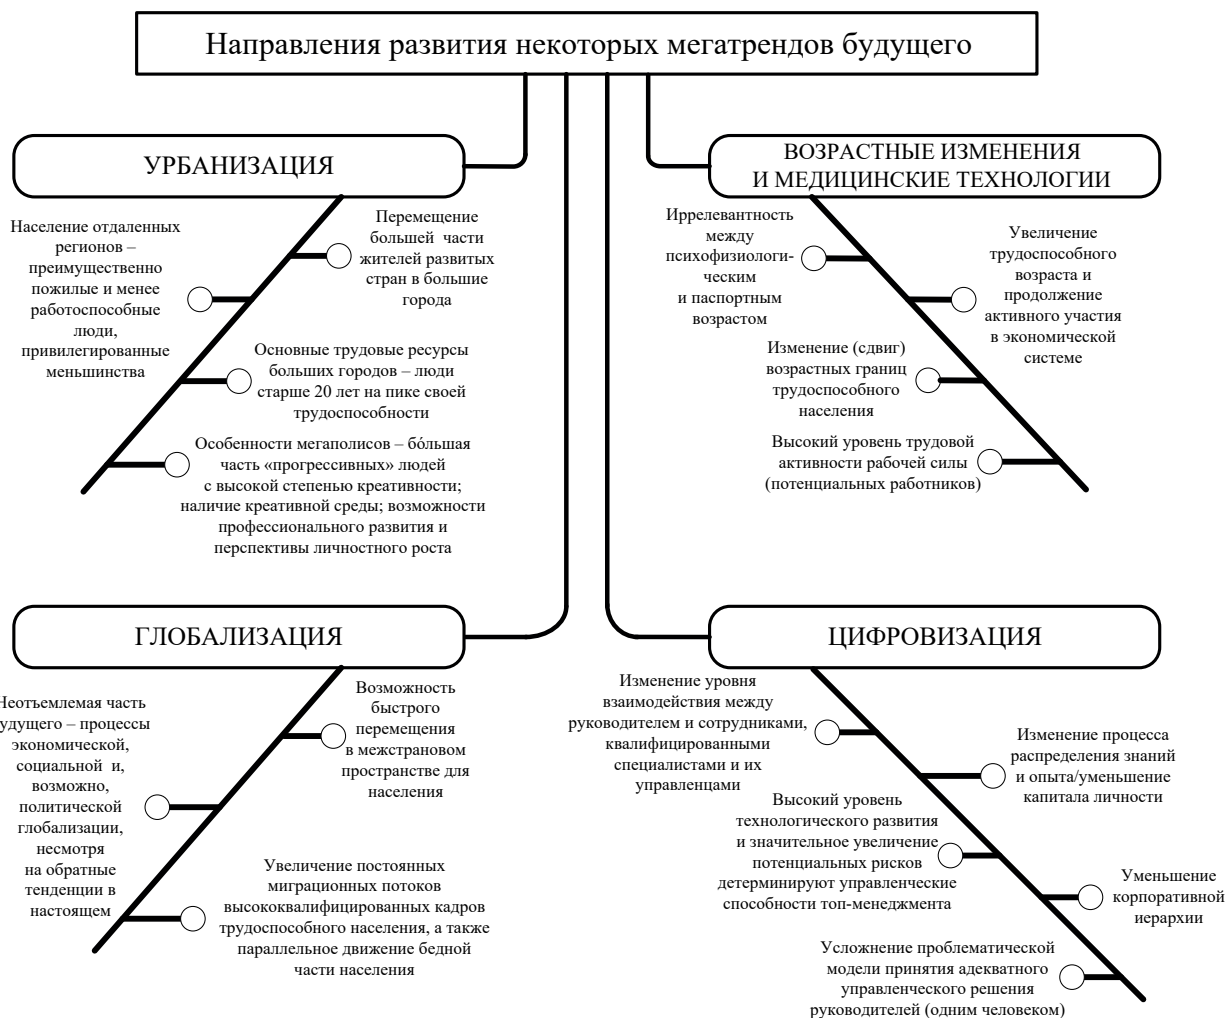 Направления развития некоторых мегатрендов будущего
УРБАНИЗАЦИЯ
Население отдаленных
регионов –
преимущественно
пожилые и менее
работоспособные
люди,
привилегированные
меньшинства
Перемещение
большей части
жителей развитых
стран в большие
города
Основные трудовые ресурсы
больших городов – люди
старше 20 лет на пике своей
трудоспособности
Особенности мегаполисов – бо́льшая
часть «прогрессивных» людей
с высокой степенью креативности;
наличие креативной среды; возможности
профессионального развития и
перспективы личностного роста
ВОЗРАСТНЫЕ ИЗМЕНЕНИЯ
И МЕДИЦИНСКИЕ ТЕХНОЛОГИИ
Иррелевантность
между
психофизиологи-
ческим
и паспортным
возрастом
Увеличение
трудоспособного
возраста и
продолжение
активного участия
в экономической
системе
Изменение (сдвиг)
возрастных границ
трудоспособного
населения
Высокий уровень трудовой
активности рабочей силы
(потенциальных работников)
ГЛОБАЛИЗАЦИЯ
Неотъемлемая часть
будущего – процессы
экономической,
социальной и,
возможно,
политической
глобализации,
несмотря
на обратные
тенденции в
настоящем
Возможность
быстрого
перемещения
в межстрановом
пространстве для
населения
Увеличение постоянных
миграционных потоков
высококвалифицированных кадров
трудоспособного населения, а также
параллельное движение бедной
части населения
ЦИФРОВИЗАЦИЯ
Изменение уровня
взаимодействия между
руководителем и сотрудниками,
квалифицированными
специалистами и их
управленцами
Изменение процесса
распределения знаний
и опыта/уменьшение
капитала личности
Высокий уровень
технологического развития
и значительное увеличение
потенциальных рисков
детерминируют управленческие
способности топ-менеджмента
Уменьшение
корпоративной
иерархии
Усложнение проблематической
модели принятия адекватного
управленческого решения
руководителей (одним человеком)